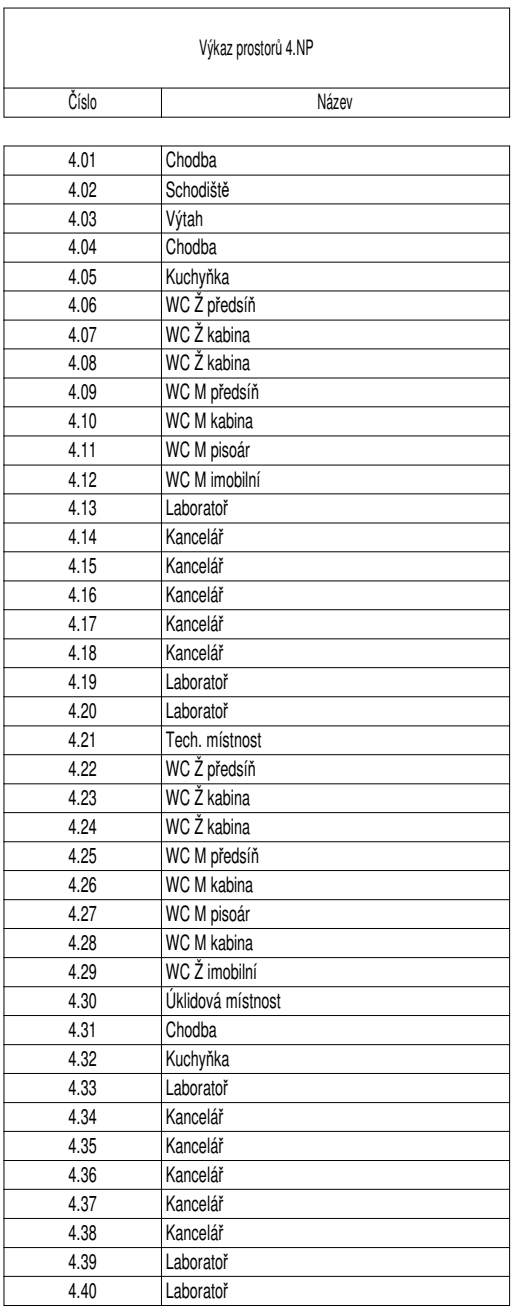 Výkaz prostorů 4.NP
Číslo Název
4.01 Chodba
4.02 Schodiště
4.03 Výtah
4.04 Chodba
4.05 Kuchyňka
4.06 WC Ž předsíň
4.07 WC Ž kabina
4.08 WC Ž kabina
4.09 WC M předsíň
4.10 WC M kabina
4.11 WC M pisoár
4.12 WC M imobilní
4.13 Laboratoř
4.14 Kancelář
4.15 Kancelář
4.16 Kancelář
4.17 Kancelář
4.18 Kancelář
4.19 Laboratoř
4.20 Laboratoř
4.21 Tech. místnost
4.22 WC Ž předsíň
4.23 WC Ž kabina
4.24 WC Ž kabina
4.25 WC M předsíň
4.26 WC M kabina
4.27 WC M pisoár
4.28 WC M kabina
4.29 WC Ž imobilní
4.30 Úklidová místnost
4.31 Chodba
4.32 Kuchyňka
4.33 Laboratoř
4.34 Kancelář
4.35 Kancelář
4.36 Kancelář
4.37 Kancelář
4.38 Kancelář
4.39 Laboratoř
4.40 Laboratoř